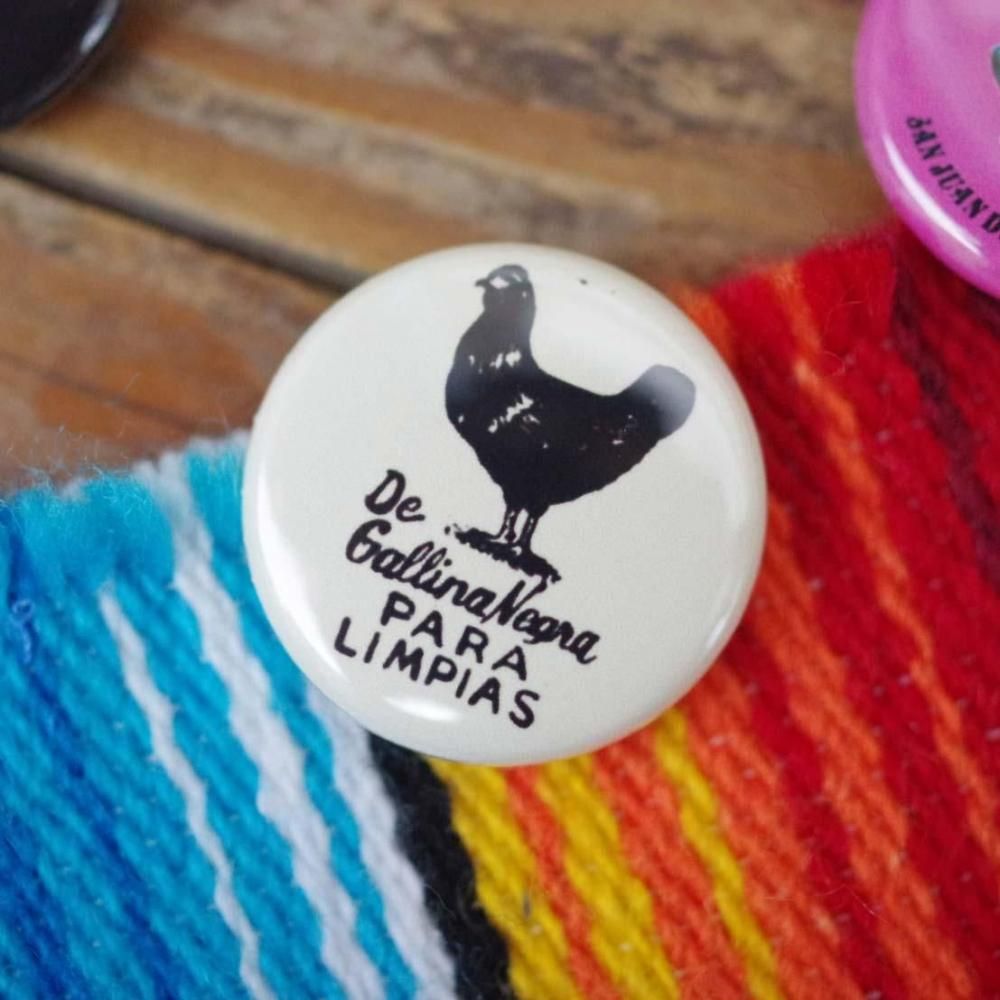 De
Gallina Negra
PARA
LIMPIAS
SAN JUAN D